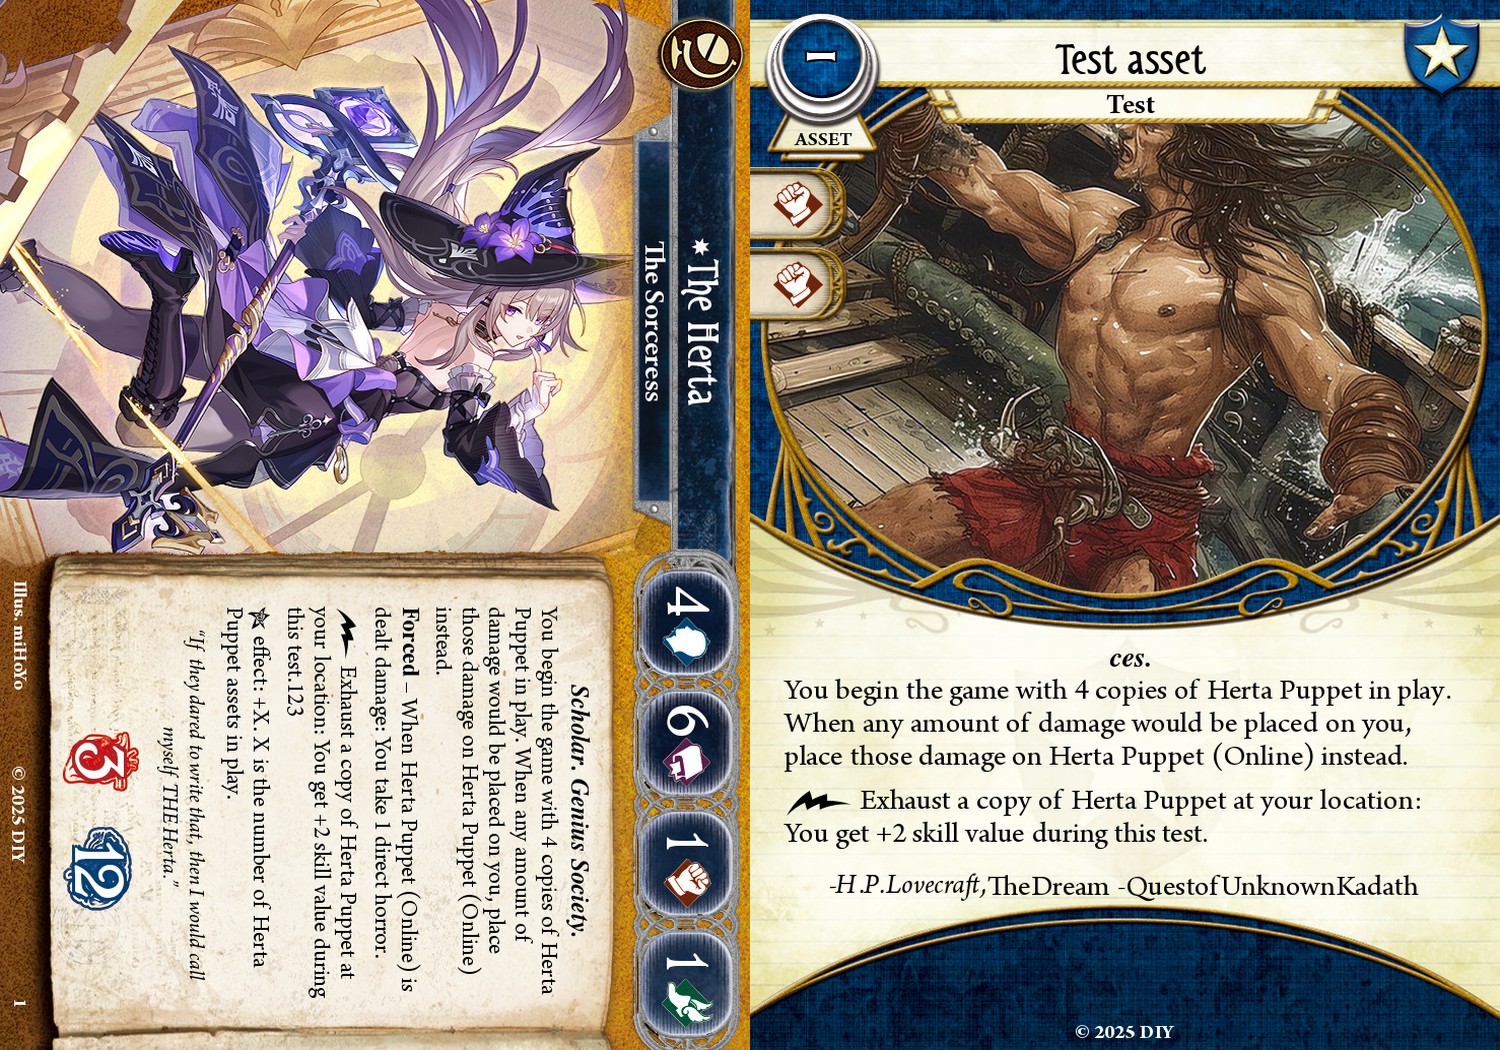 The Herta
The Sorceress
4
6
1
1
Scholar. Genius Society.
You begin the game with 4 copies of Herta
Puppet in play. When any amount of
damage would be placed on you, place
those damage on Herta Puppet (Online)
instead.
Forced – When Herta Puppet (Online) is
dealt damage: You take 1 direct horror.
Exhaust a copy of Herta Puppet at
your location: You get +2 skill value during
this test.123
effect: +X. X is the number of Herta
Puppet assets in play.
“If they dared to write that, then I would call
myself THE Herta.”
3
12
Illus. miHoYo
© 2025 DIY
1
–
Test asset
Test
ASSET
ces.
You begin the game with 4 copies of Herta Puppet in play.
When any amount of damage would be placed on you,
place those damage on Herta Puppet (Online) instead.
Exhaust a copy of Herta Puppet at your location:
You get +2 skill value during this test.
-H.P.Lovecraft,TheDream -QuestofUnknownKadath
© 2025 DIY